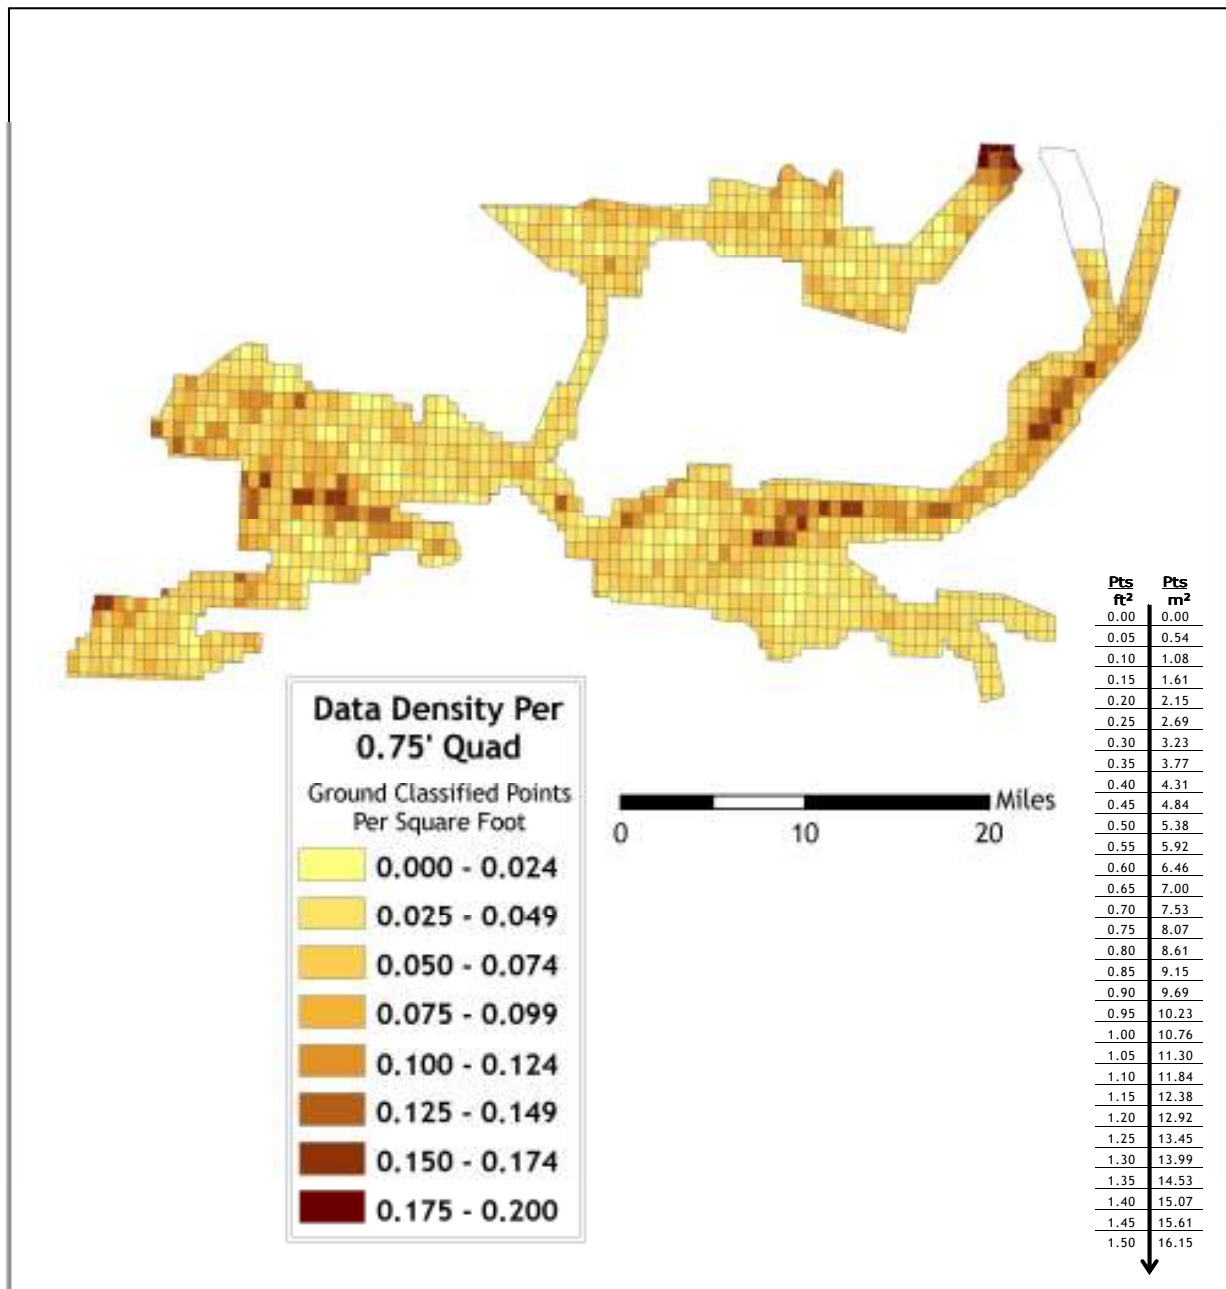 Data Density Per
0.75' Quad
Ground Classified Points
Per Square Foot
0.000 - 0.024
0.025 - 0.049
0.050 - 0.074
0.075 - 0.099
0.100 - 0.124
0.125 - 0.149
0.150 - 0.174
0.175 - 0.200
Miles
0 10 20
Pts Pts
ft² m²
0.00 0.00
0.05 0.54
0.10 1.08
0.15 1.61
0.20 2.15
0.25 2.69
0.30 3.23
0.35 3.77
0.40 4.31
0.45 4.84
0.50 5.38
0.55 5.92
0.60 6.46
0.65 7.00
0.70 7.53
0.75 8.07
0.80 8.61
0.85 9.15
0.90 9.69
0.95 10.23
1.00 10.76
1.05 11.30
1.10 11.84
1.15 12.38
1.20 12.92
1.25 13.45
1.30 13.99
1.35 14.53
1.40 15.07
1.45 15.61
1.50 16.15